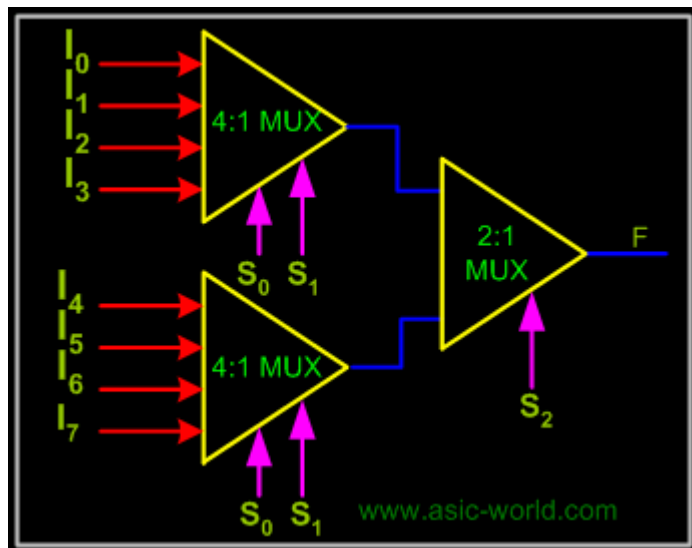 I0
I1
I2
I3
4:1 MUX
S0 S1
2:1
MUX
F
S2
I4
I5
I6
I7
4:1 MUX
S0 S1
www.asic-world.com